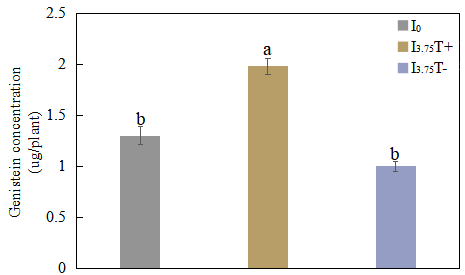 Genistein concentration
(ug/plant)
2.5
2
1.5
1
0.5
0
b
a
b
I0
I3.75T+
I3.75T-